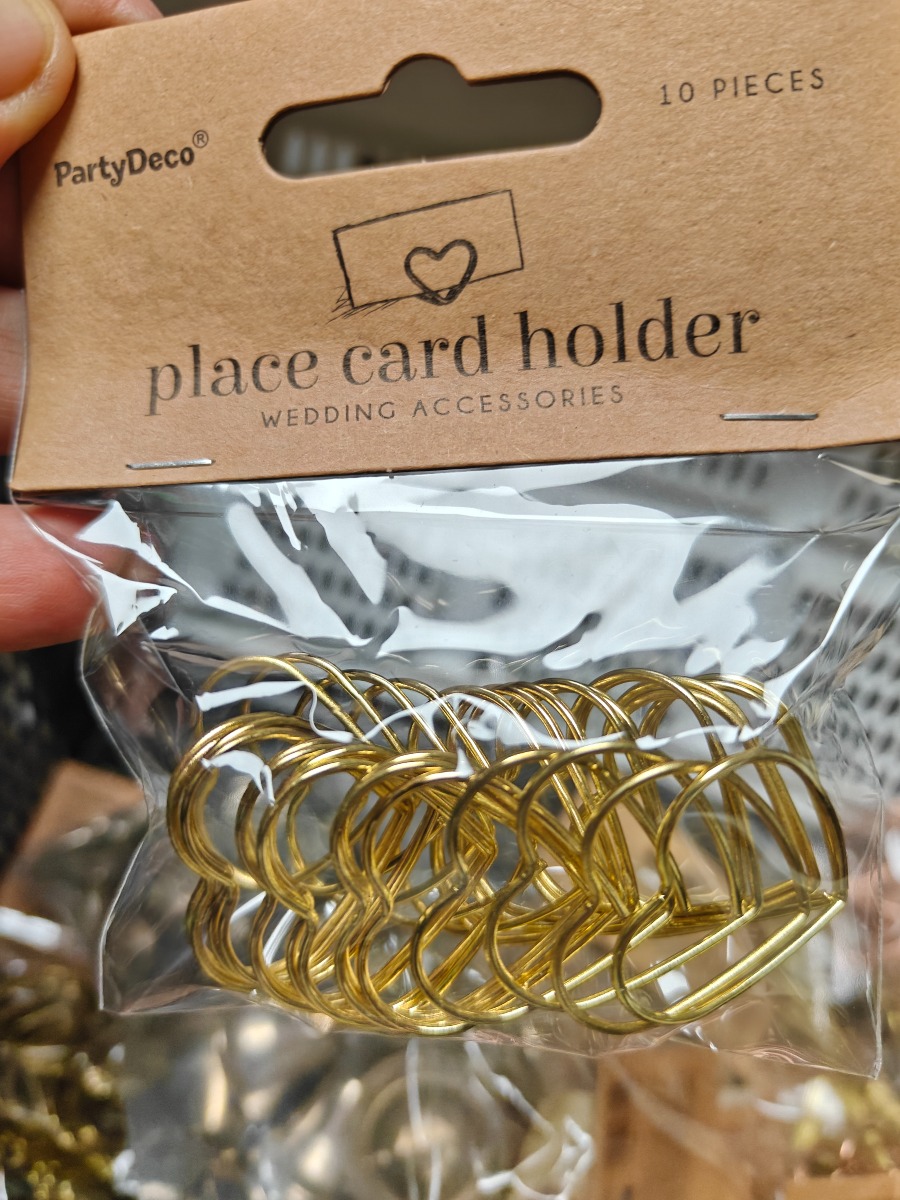 10 PIECES
PartyDeco®
place card holder
WEDDING ACCESSORIES